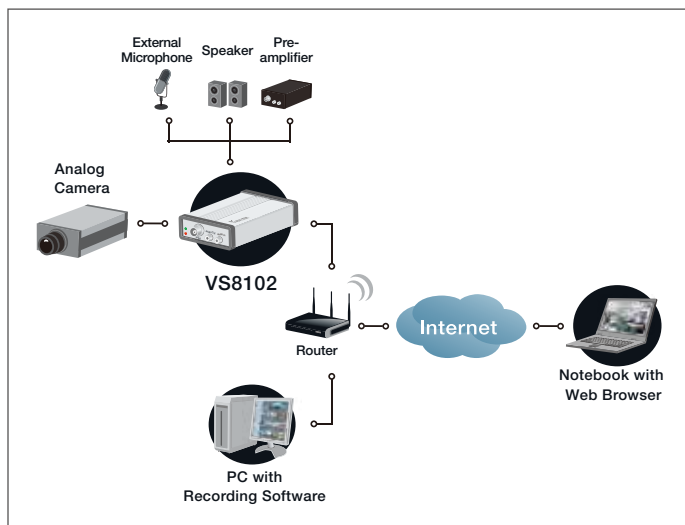 External
Microphone
Speaker
Pre-
amplifier
Analog
Camera
VS8102
Router
Internet
Notebook with
Web Browser
PC with
Recording Software